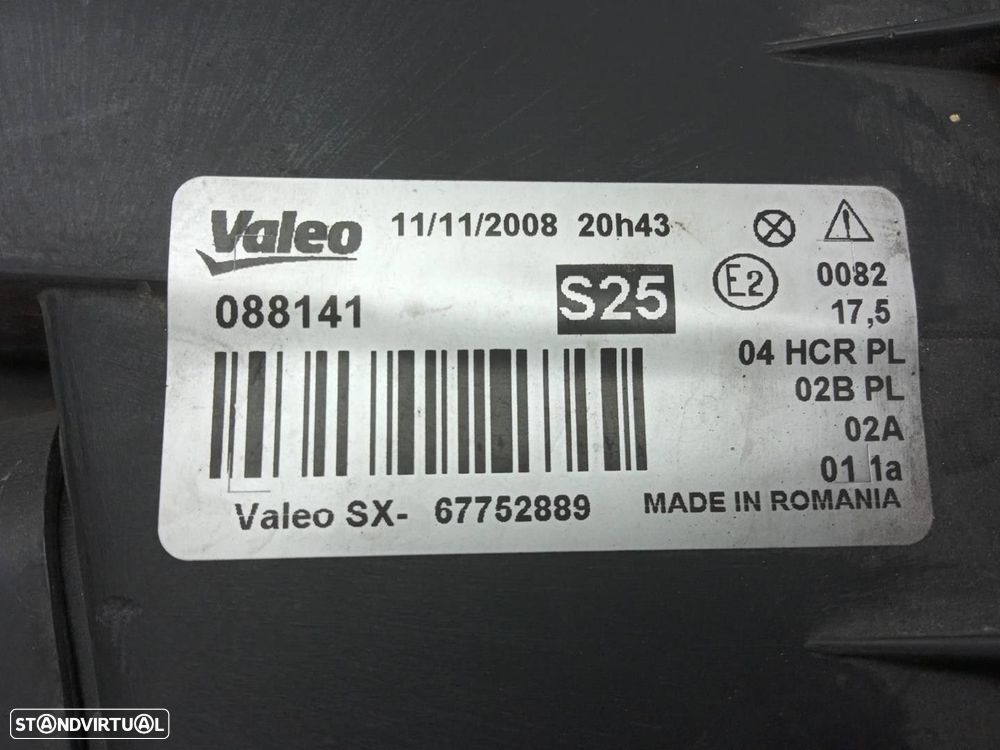 Valeo 11/11/2008 20h43
088141 S25 E2 0082
17,5
04 HCR PL
02B PL
02A
01 1a
Valeo SX- 67752889 MADE IN ROMANIA
STANDVIRTUAL